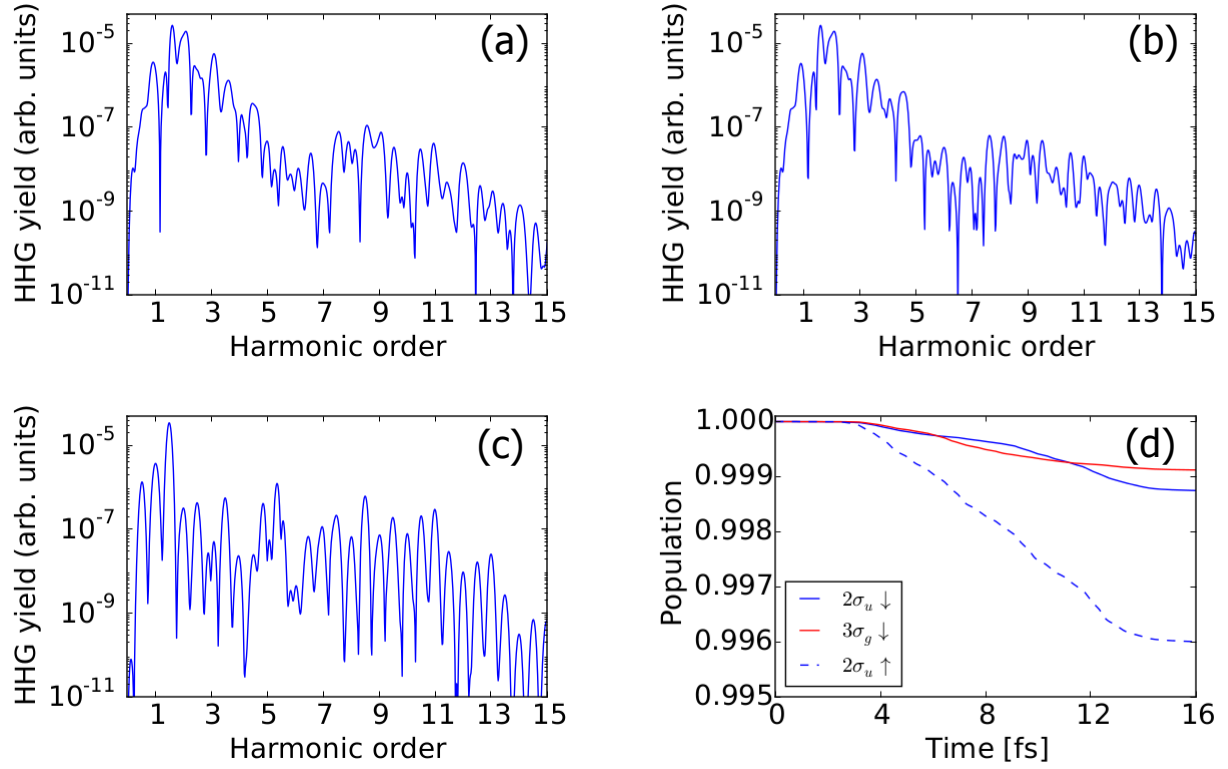 (a)
HHG yield (arb. units)
10^-5
10^-7
10^-9
10^-11
1 3 5 7 9 11 13 15
Harmonic order
(b)
HHG yield (arb. units)
10^-5
10^-7
10^-9
10^-11
1 3 5 7 9 11 13 15
Harmonic order
(c)
HHG yield (arb. units)
10^-5
10^-7
10^-9
10^-11
1 3 5 7 9 11 13 15
Harmonic order
(d)
Population
1.000
0.999
0.998
0.997
0.996
0.995
2σ_u ↓
3σ_g ↓
2σ_u ↑
0 4 8 12 16
Time [fs]